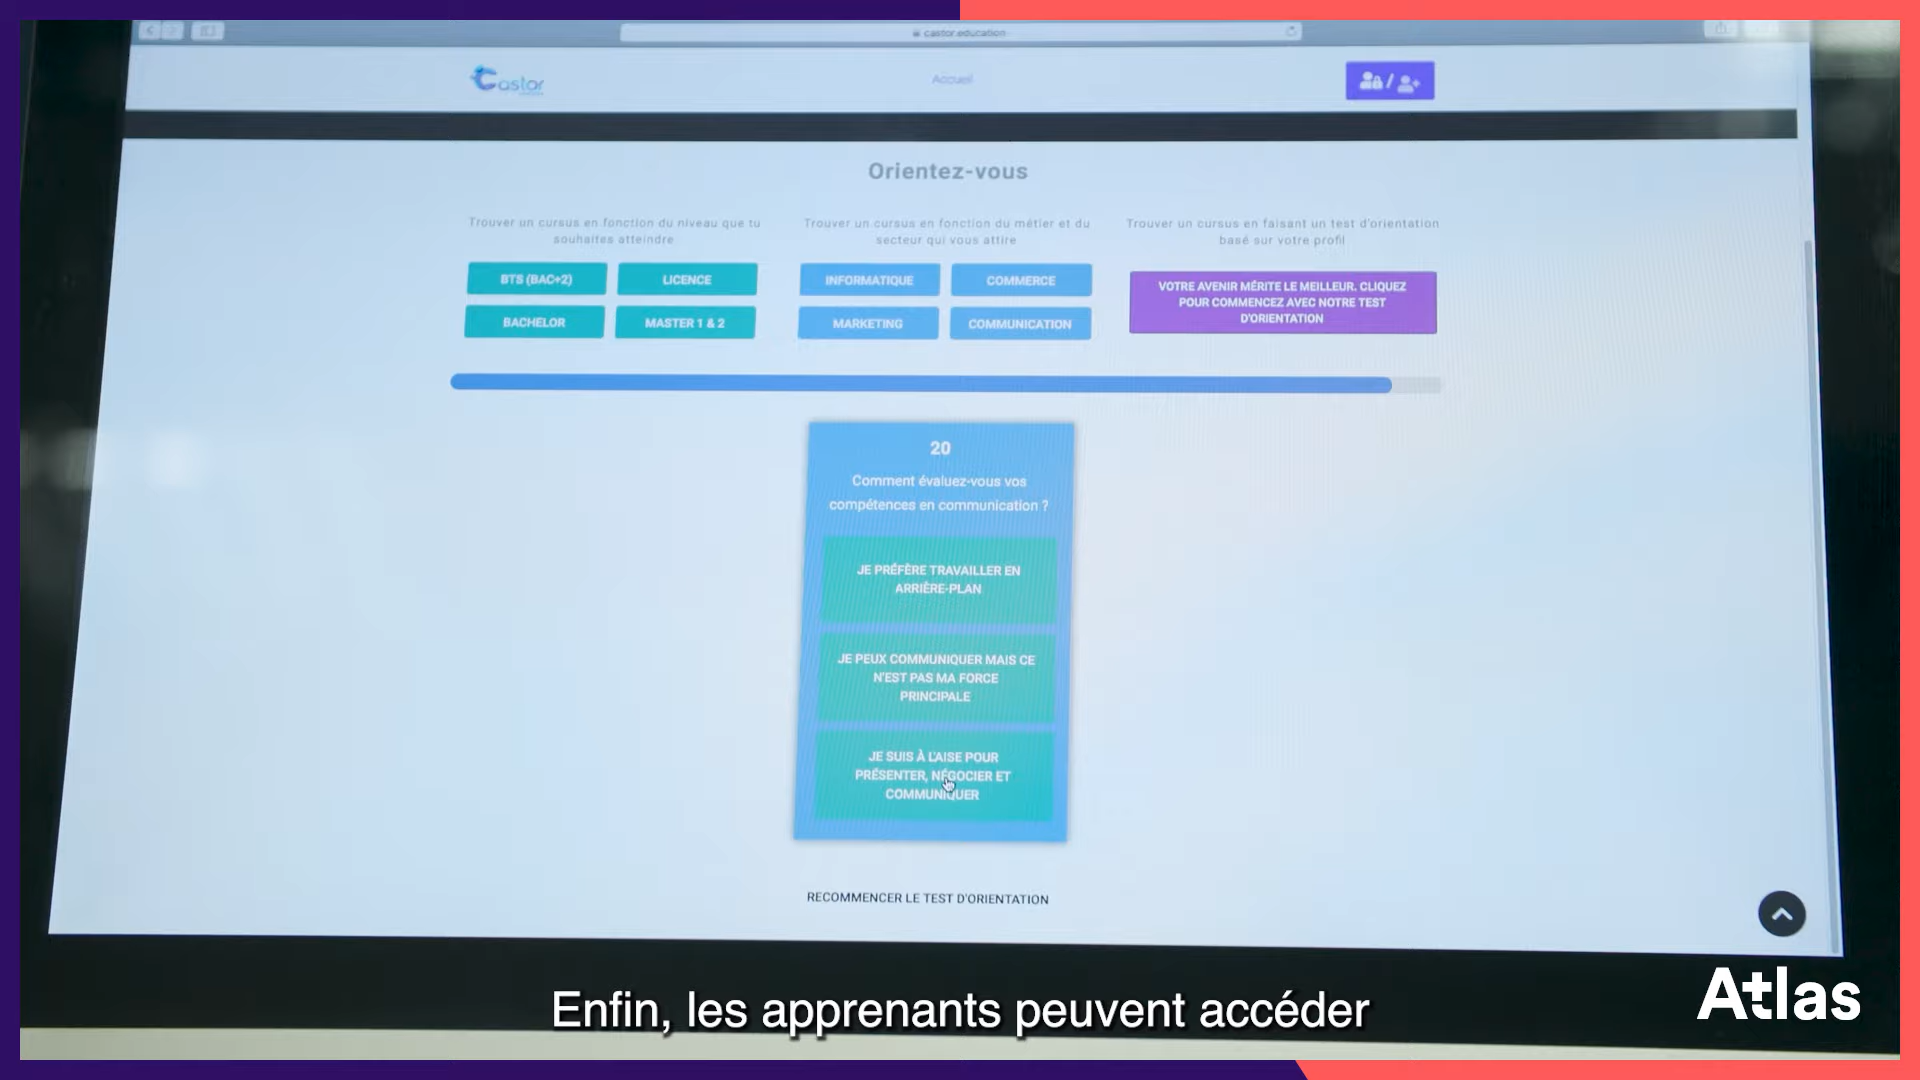 castor.education
Castor
Accueil
Orientez-vous
Trouver un cursus en fonction du niveau que tu
souhaites atteindre
BTS (BAC+2)
LICENCE
BACHELOR
MASTER 1 & 2
Trouver un cursus en fonction du métier et du
secteur qui vous attire
INFORMATIQUE
COMMERCE
MARKETING
COMMUNICATION
Trouver un cursus en faisant un test d'orientation
basé sur votre profil
VOTRE AVENIR MÉRITE LE MEILLEUR. CLIQUEZ
POUR COMMENCEZ AVEC NOTRE TEST
D'ORIENTATION
20
Comment évaluez-vous vos
compétences en communication ?
JE PRÉFÈRE TRAVAILLER EN
ARRIÈRE-PLAN
JE PEUX COMMUNIQUER MAIS CE
N'EST PAS MA FORCE
PRINCIPALE
JE SUIS À L'AISE POUR
PRÉSENTER, NÉGOCIER ET
COMMUNIQUER
RECOMMENCER LE TEST D'ORIENTATION
Atlas
Enfin, les apprenants peuvent accéder